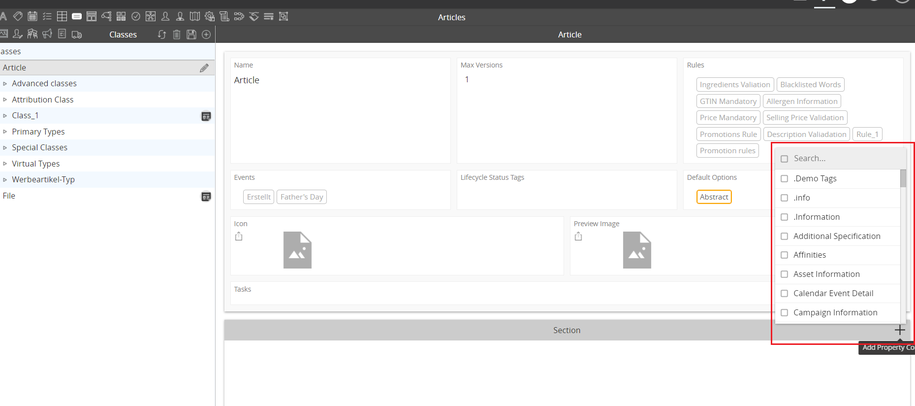 Articles
Classes
Article
asses
Article
Advanced classes
Attribution Class
Class_1
Primary Types
Special Classes
Virtual Types
Werbeartikel-Typ
File
Name
Article
Max Versions
1
Rules
Ingredients Valiation Blacklisted Words
GTIN Mandatory Allergen Information
Price Mandatory Selling Price Validation
Promotions Rule Description Valiadation Rule_1
Promotion rules
Events
Erstellt Father's Day
Lifecycle Status Tags
Default Options
Abstract
Icon
Preview Image
Tasks
Search...
.Demo Tags
.info
.Information
Additional Specification
Affinities
Asset Information
Calendar Event Detail
Campaign Information
Section
Add Property Co